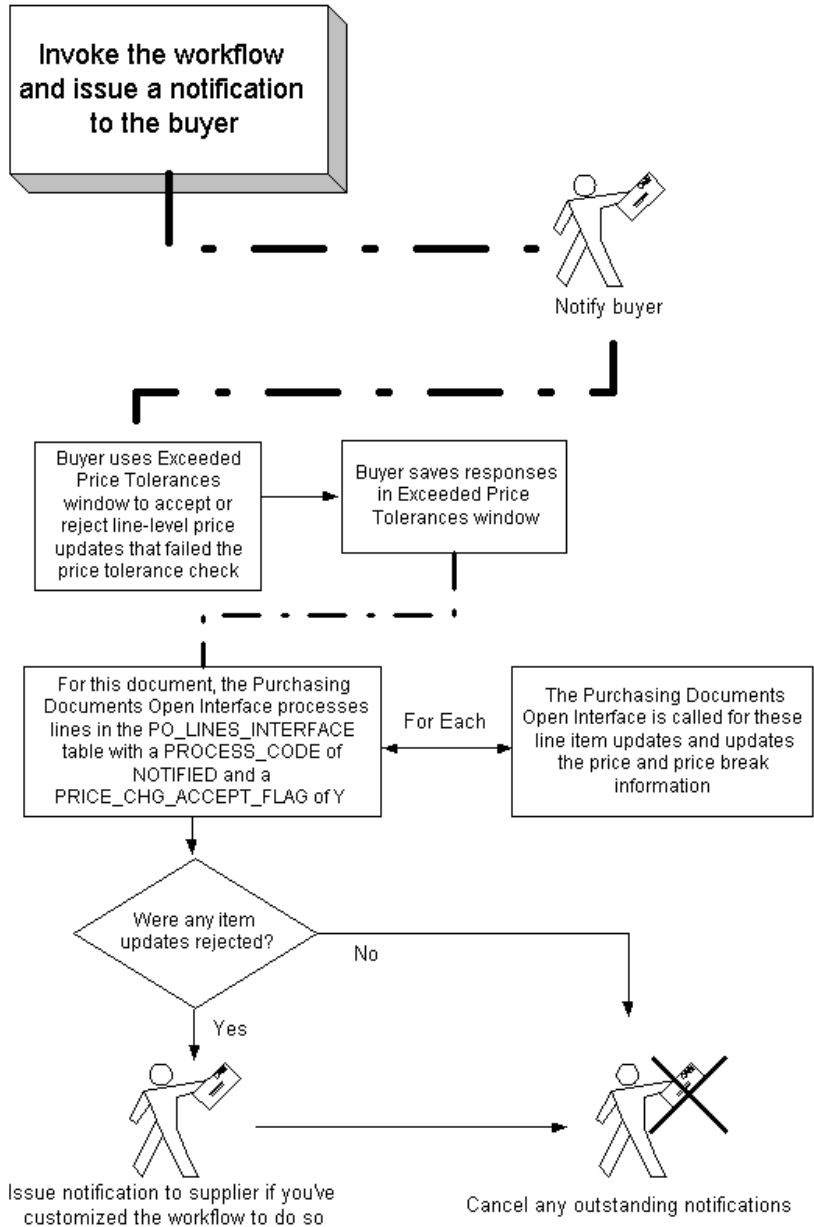 Invoke the workflow
and issue a notification
to the buyer
Notify buyer
Buyer uses Exceeded
Price Tolerances
window to accept or
reject line-level price
updates that failed the
price tolerance check
Buyer saves responses
in Exceeded Price
Tolerances window
For this document, the Purchasing
Documents Open Interface processes
lines in the PO_LINES_INTERFACE
table with a PROCESS_CODE of
NOTIFIED and a
PRICE_CHG_ACCEPT_FLAG of Y
For Each
The Purchasing Documents
Open Interface is called for these
line item updates and updates
the price and price break
information
Were any item
updates rejected?
No
Yes
Issue notification to supplier if you've
customized the workflow to do so
Cancel any outstanding notifications